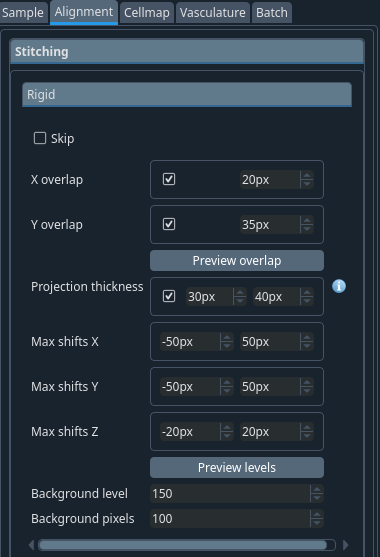 Sample Alignment Cellmap Vasculature Batch
Stitching
Rigid
Skip
X overlap 20px
Y overlap 35px
Preview overlap
Projection thickness 30px 40px
Max shifts X -50px 50px
Max shifts Y -50px 50px
Max shifts Z -20px 20px
Preview levels
Background level 150
Background pixels 100